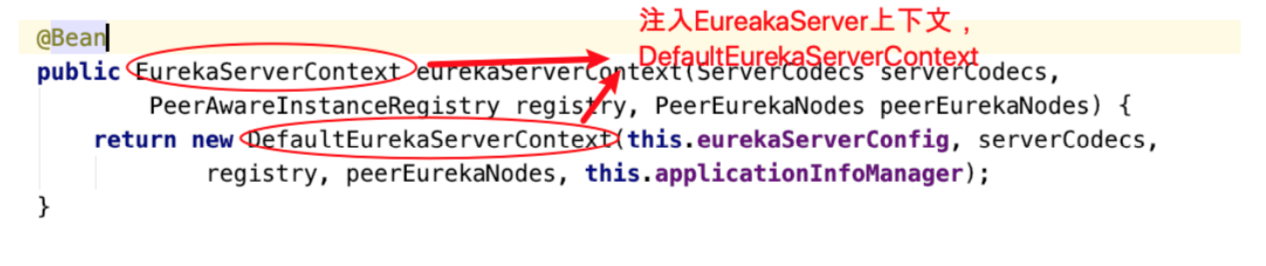 注入EureakaServer上下文，
DefaultEurekaServerContext
@Bean
public EurekaServerContext eurekaServerContext(ServerCodecs serverCodecs,
PeerAwareInstanceRegistry registry, PeerEurekaNodes peerEurekaNodes) {
return new DefaultEurekaServerContext(this.eurekaServerConfig, serverCodecs,
registry, peerEurekaNodes, this.applicationInfoManager);
}